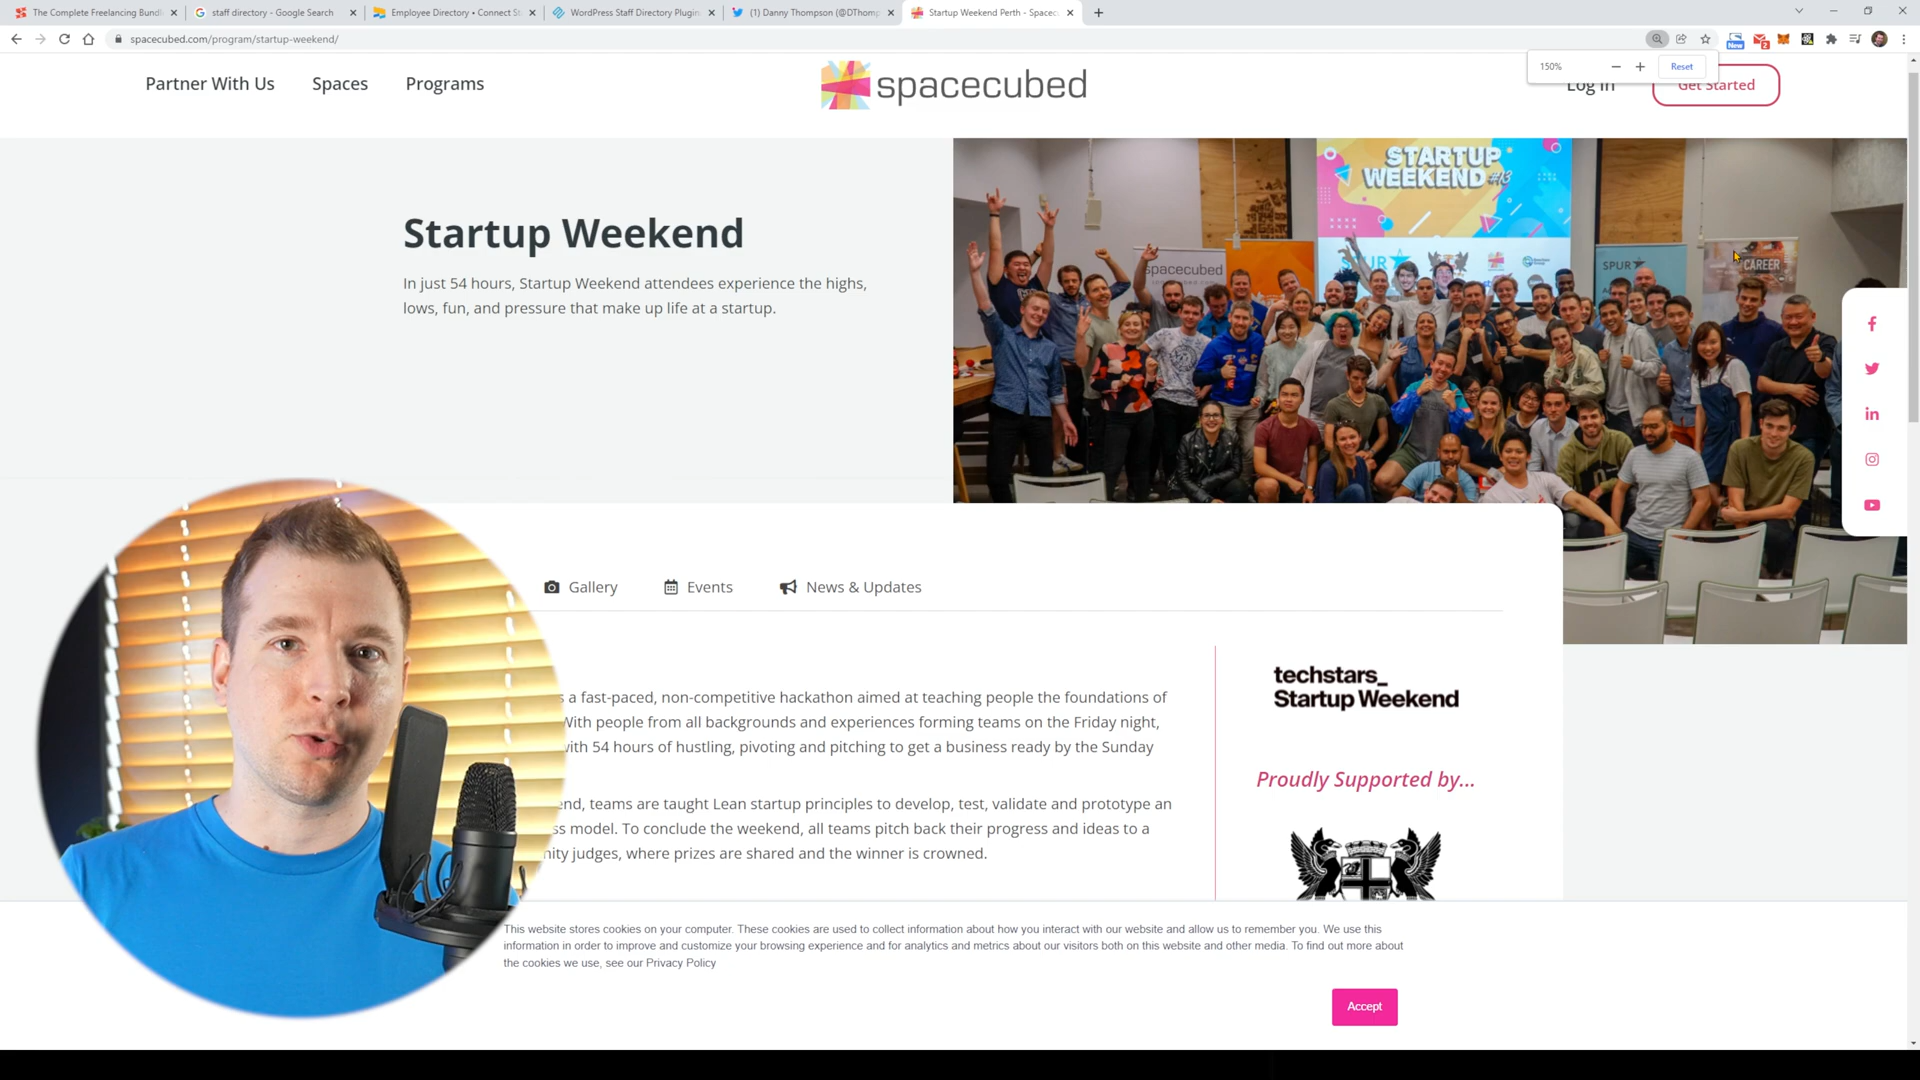 The Complete Freelancing Bundl
staff directory - Google Search
Employee Directory • Connect St
WordPress Staff Directory Plugin
(1) Danny Thompson (@DThomp
Startup Weekend Perth - Spacec
spacecubed.com/program/startup-weekend/
New
2
150%
Reset
Partner With Us
Spaces
Programs
spacecubed
Log In
Get Started
STARTUP
WEEKEND #13
Startup Weekend
In just 54 hours, Startup Weekend attendees experience the highs,
lows, fun, and pressure that make up life at a startup.
spacecubed
SPUR
SPUR
CAREER
Gallery
Events
News & Updates
s a fast-paced, non-competitive hackathon aimed at teaching people the foundations of
With people from all backgrounds and experiences forming teams on the Friday night,
with 54 hours of hustling, pivoting and pitching to get a business ready by the Sunday
end, teams are taught Lean startup principles to develop, test, validate and prototype an
ss model. To conclude the weekend, all teams pitch back their progress and ideas to a
nity judges, where prizes are shared and the winner is crowned.
techstars_
Startup Weekend
Proudly Supported by...
This website stores cookies on your computer. These cookies are used to collect information about how you interact with our website and allow us to remember you. We use this
information in order to improve and customize your browsing experience and for analytics and metrics about our visitors both on this website and other media. To find out more about
the cookies we use, see our Privacy Policy
Accept